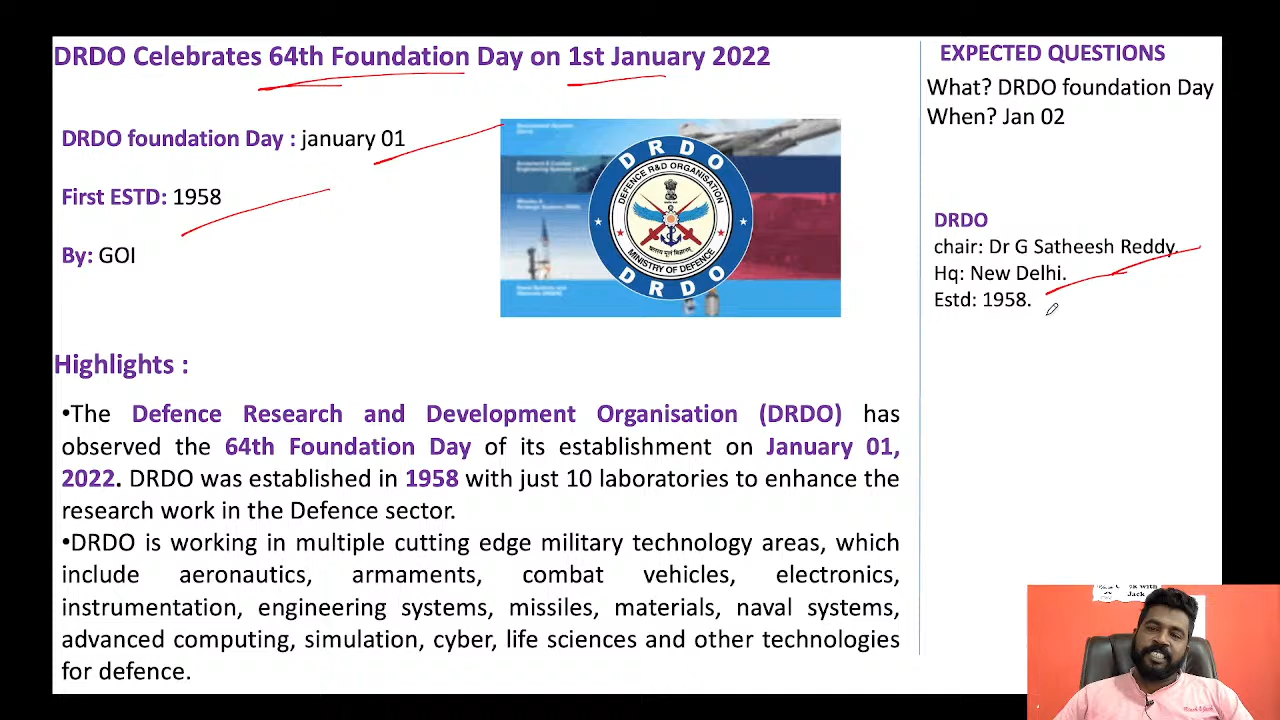 DRDO Celebrates 64th Foundation Day on 1st January 2022
DRDO foundation Day : january 01
First ESTD: 1958
By: GOI
DRDO
DEFENCE R&D ORGANISATION
MINISTRY OF DEFENCE
DRDO
Highlights :
•The Defence Research and Development Organisation (DRDO) has
observed the 64th Foundation Day of its establishment on January 01,
2022. DRDO was established in 1958 with just 10 laboratories to enhance the
research work in the Defence sector.
•DRDO is working in multiple cutting edge military technology areas, which
include aeronautics, armaments, combat vehicles, electronics,
instrumentation, engineering systems, missiles, materials, naval systems,
advanced computing, simulation, cyber, life sciences and other technologies
for defence.
EXPECTED QUESTIONS
What? DRDO foundation Day
When? Jan 02
DRDO
chair: Dr G Satheesh Reddy.
Hq: New Delhi.
Estd: 1958.
with
Jack